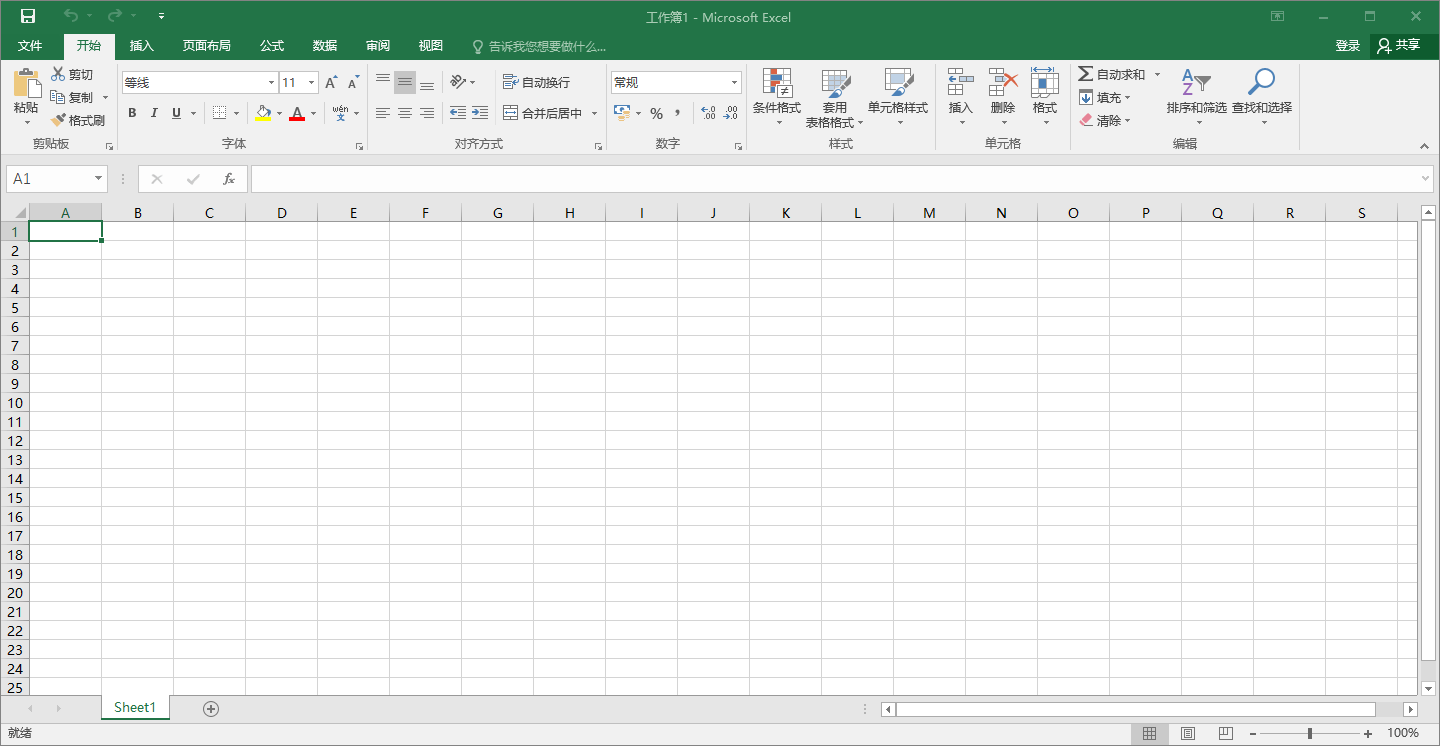 工作簿1 - Microsoft Excel
文件 开始 插入 页面布局 公式 数据 审阅 视图 告诉我您想要做什么... 登录 共享
粘贴 剪切 复制 格式刷 剪贴板
等线 11 A A
B I U A wén 文 字体
自动换行 合并后居中 对齐方式
常规 % , .0 .00 .00 .0 数字
条件格式 套用 表格格式 单元格样式 样式
插入 删除 格式 单元格
自动求和 填充 清除 排序和筛选 查找和选择 编辑
A1 fx
A B C D E F G H I J K L M N O P Q R S
1
2
3
4
5
6
7
8
9
10
11
12
13
14
15
16
17
18
19
20
21
22
23
24
25
Sheet1
就绪 100%